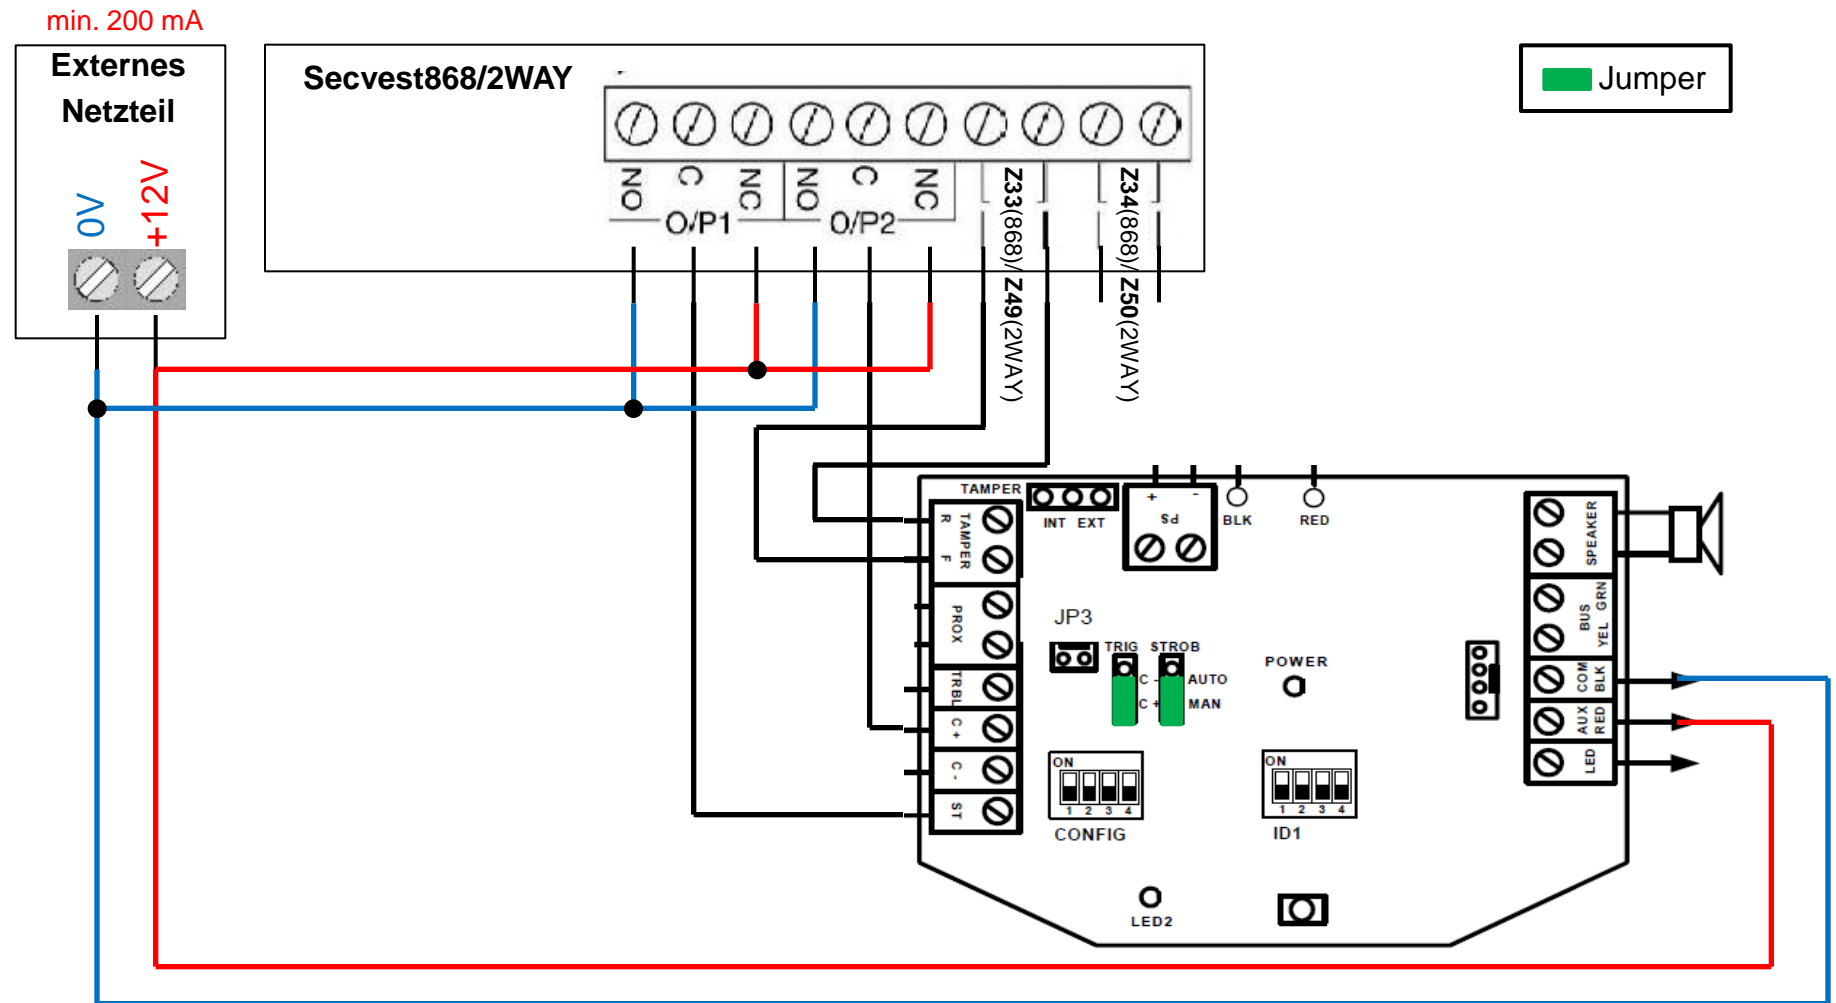 min. 200 mA
Externes
Netzteil
0V
+12V
Secvest868/2WAY
NO
C
NC
NO
C
NC
O/P1
O/P2
Z33(868)/ Z49(2WAY)
Z34(868)/ Z50(2WAY)
Jumper
TAMPER
INT EXT
+ -
PS
BLK
RED
R
F
TAMPER
PROX
TRBL
C +
C -
ST
JP3
TRIG STROB
C - AUTO
C + MAN
POWER
ON
1 2 3 4
CONFIG
ON
1 2 3 4
ID1
LED2
SPEAKER
BUS
YEL GRN
COM
BLK
AUX
RED
LED